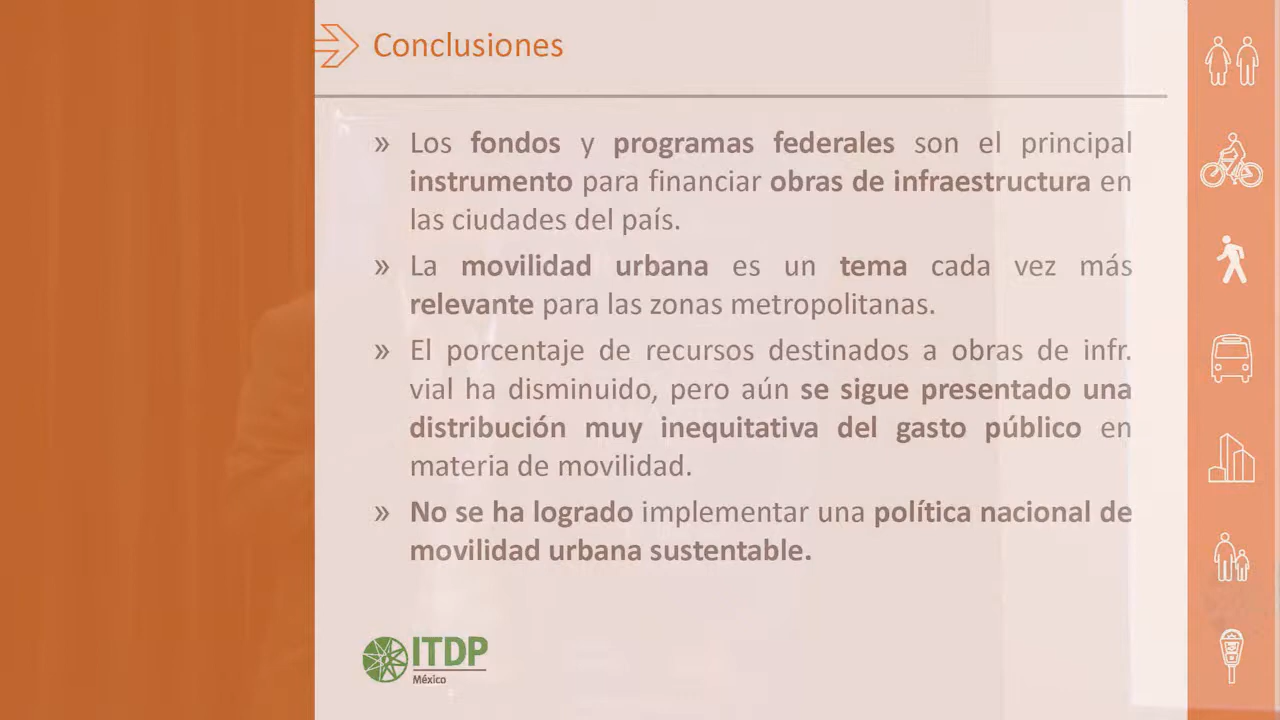 Conclusiones
» Los fondos y programas federales son el principal
instrumento para financiar obras de infraestructura en
las ciudades del país.
» La movilidad urbana es un tema cada vez más
relevante para las zonas metropolitanas.
» El porcentaje de recursos destinados a obras de infr.
vial ha disminuido, pero aún se sigue presentado una
distribución muy inequitativa del gasto público en
materia de movilidad.
» No se ha logrado implementar una política nacional de
movilidad urbana sustentable.
ITDP
México